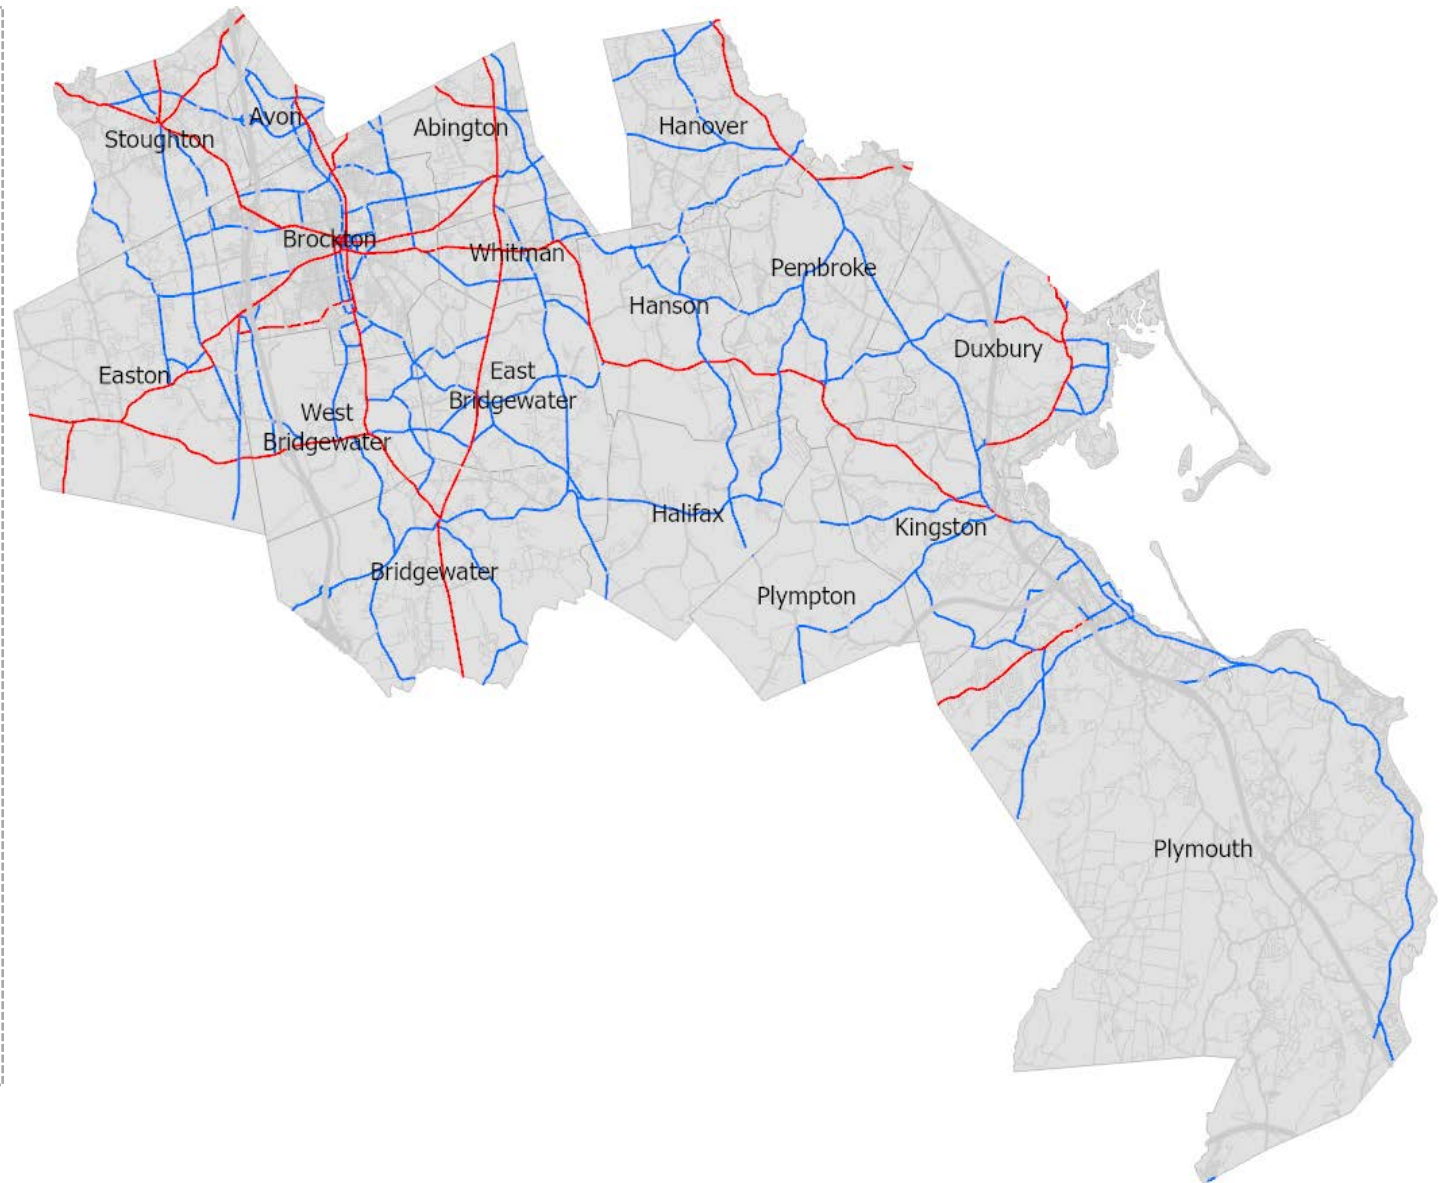 Avon
Stoughton
Abington
Hanover
Brockton
Whitman
Pembroke
Hanson
Duxbury
Easton
East
Bridgewater
West
Bridgewater
Halifax
Kingston
Bridgewater
Plympton
Plymouth